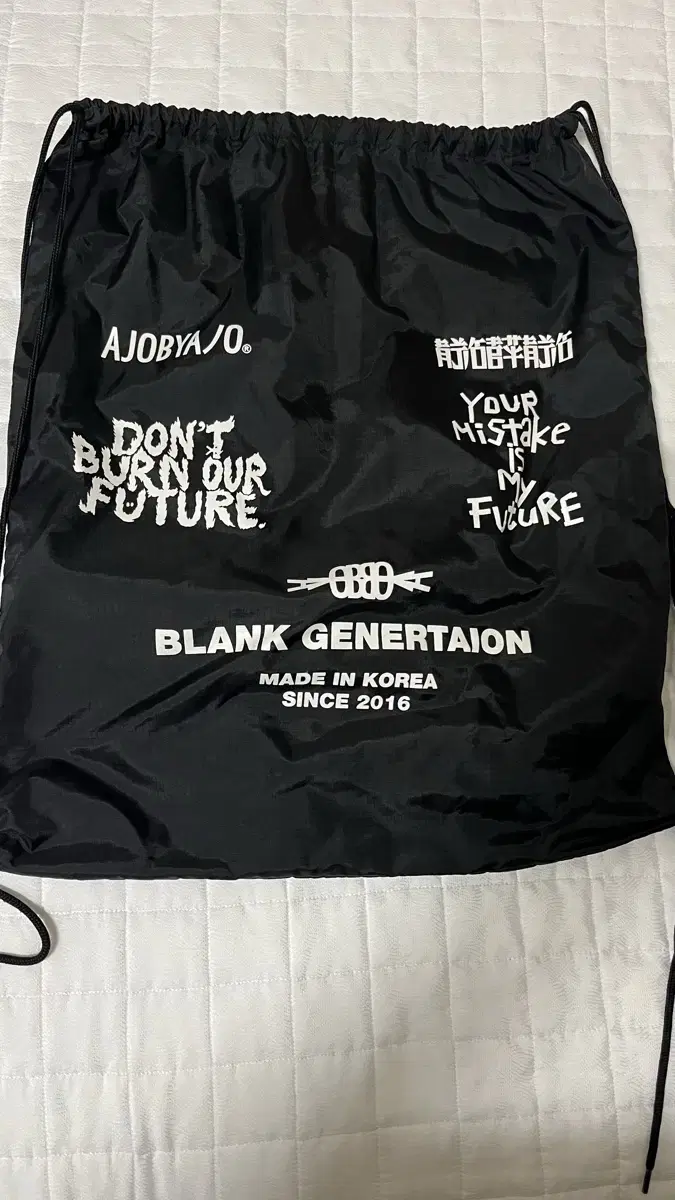 AJOBYAJO®
DON'T
BURN OUR
FUTURE.
YOUR
MiStake
is
My
FutuRE
BLANK GENERTAION
MADE IN KOREA
SINCE 2016